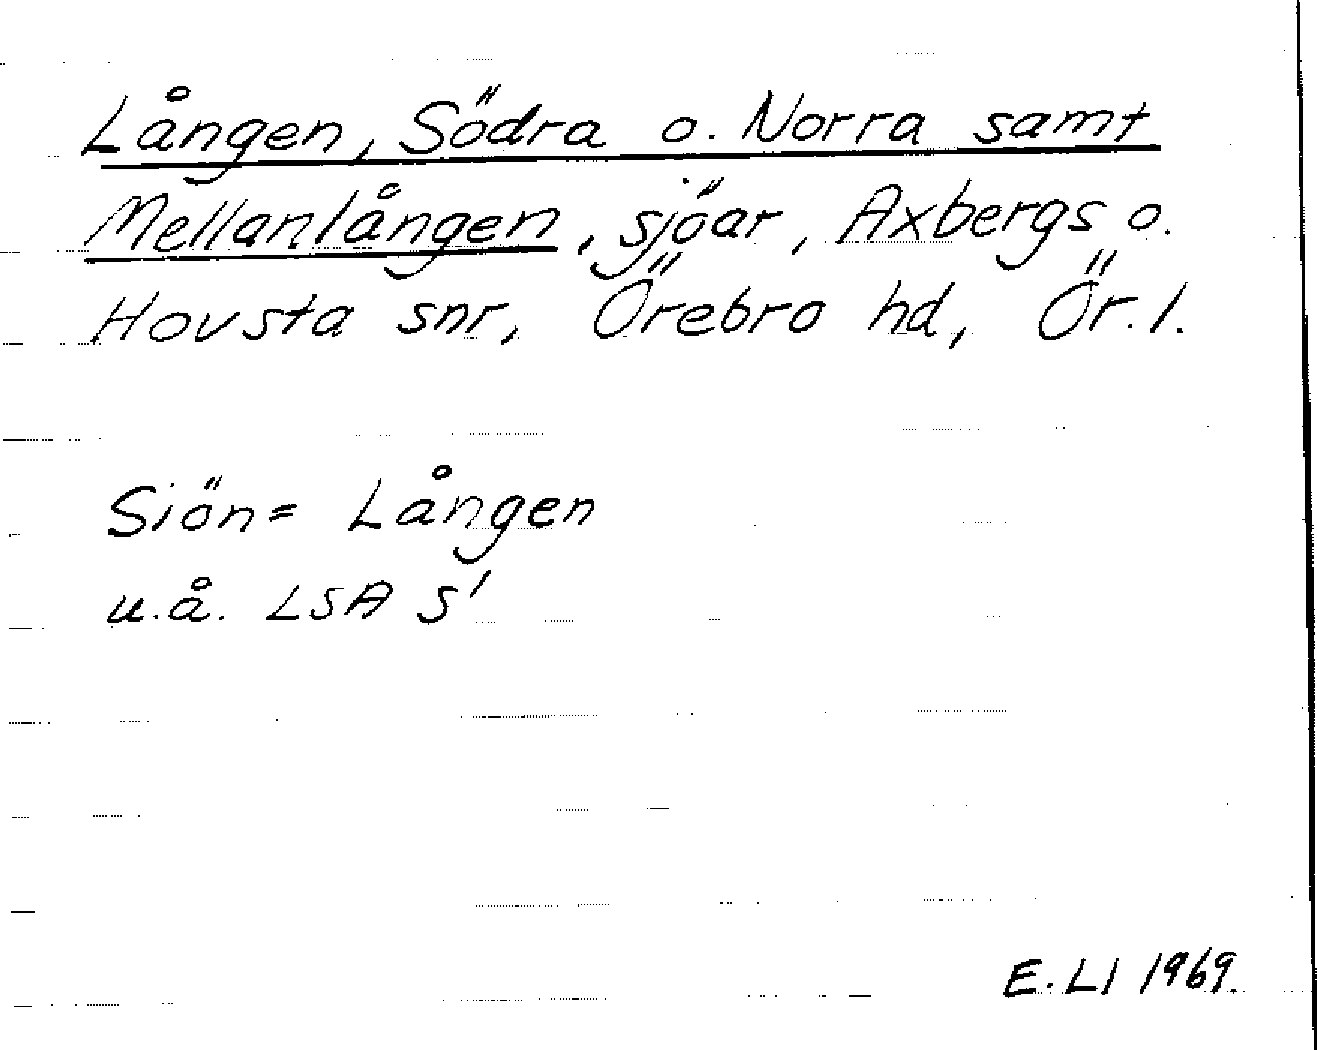 Lången, Södra o. Norra samt
Mellanlången, sjöar, Axbergs o.
Hovsta snr, Örebro hd, Ör. l.
Siön= Lången
u.å. LSA S'
E. LI 1969.